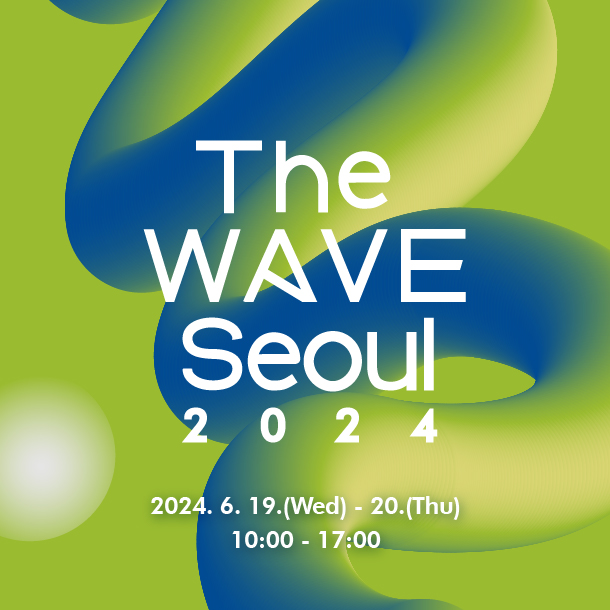 The
WAVE
Seoul
2 0 2 4
2024. 6. 19.(Wed) - 20.(Thu)
10:00 - 17:00